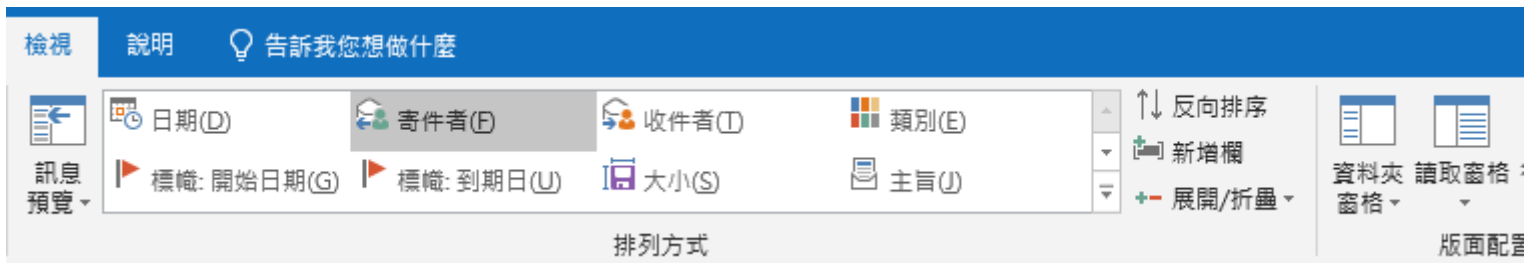 檢視 說明 告訴我您想做什麼
日期(D) 寄件者(F) 收件者(T) 類別(E) 反向排序
新增欄
訊息預覽 標幟: 開始日期(G) 標幟: 到期日(U) 大小(S) 主旨(J) 展開/折疊
資料夾窗格 讀取窗格
排列方式 版面配置